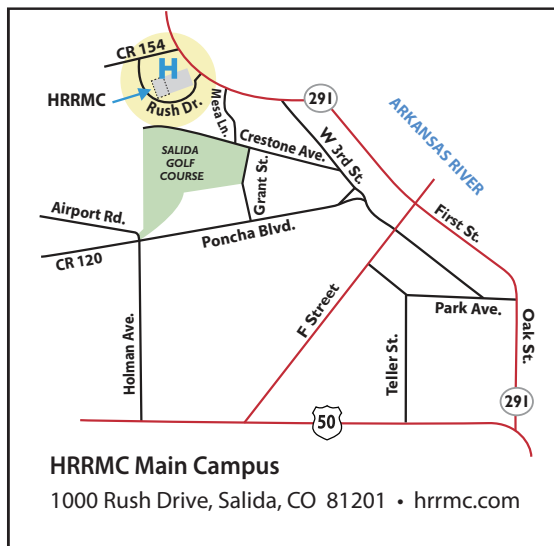 CR 154
H
HRRMC
Rush Dr.
Mesa Ln.
291
ARKANSAS RIVER
W 3rd St.
Crestone Ave.
SALIDA
GOLF
COURSE
Grant St.
Airport Rd.
Poncha Blvd.
CR 120
First St.
F Street
Park Ave.
Oak St.
Holman Ave.
Teller St.
291
50
HRRMC Main Campus
1000 Rush Drive, Salida, CO 81201 • hrrmc.com